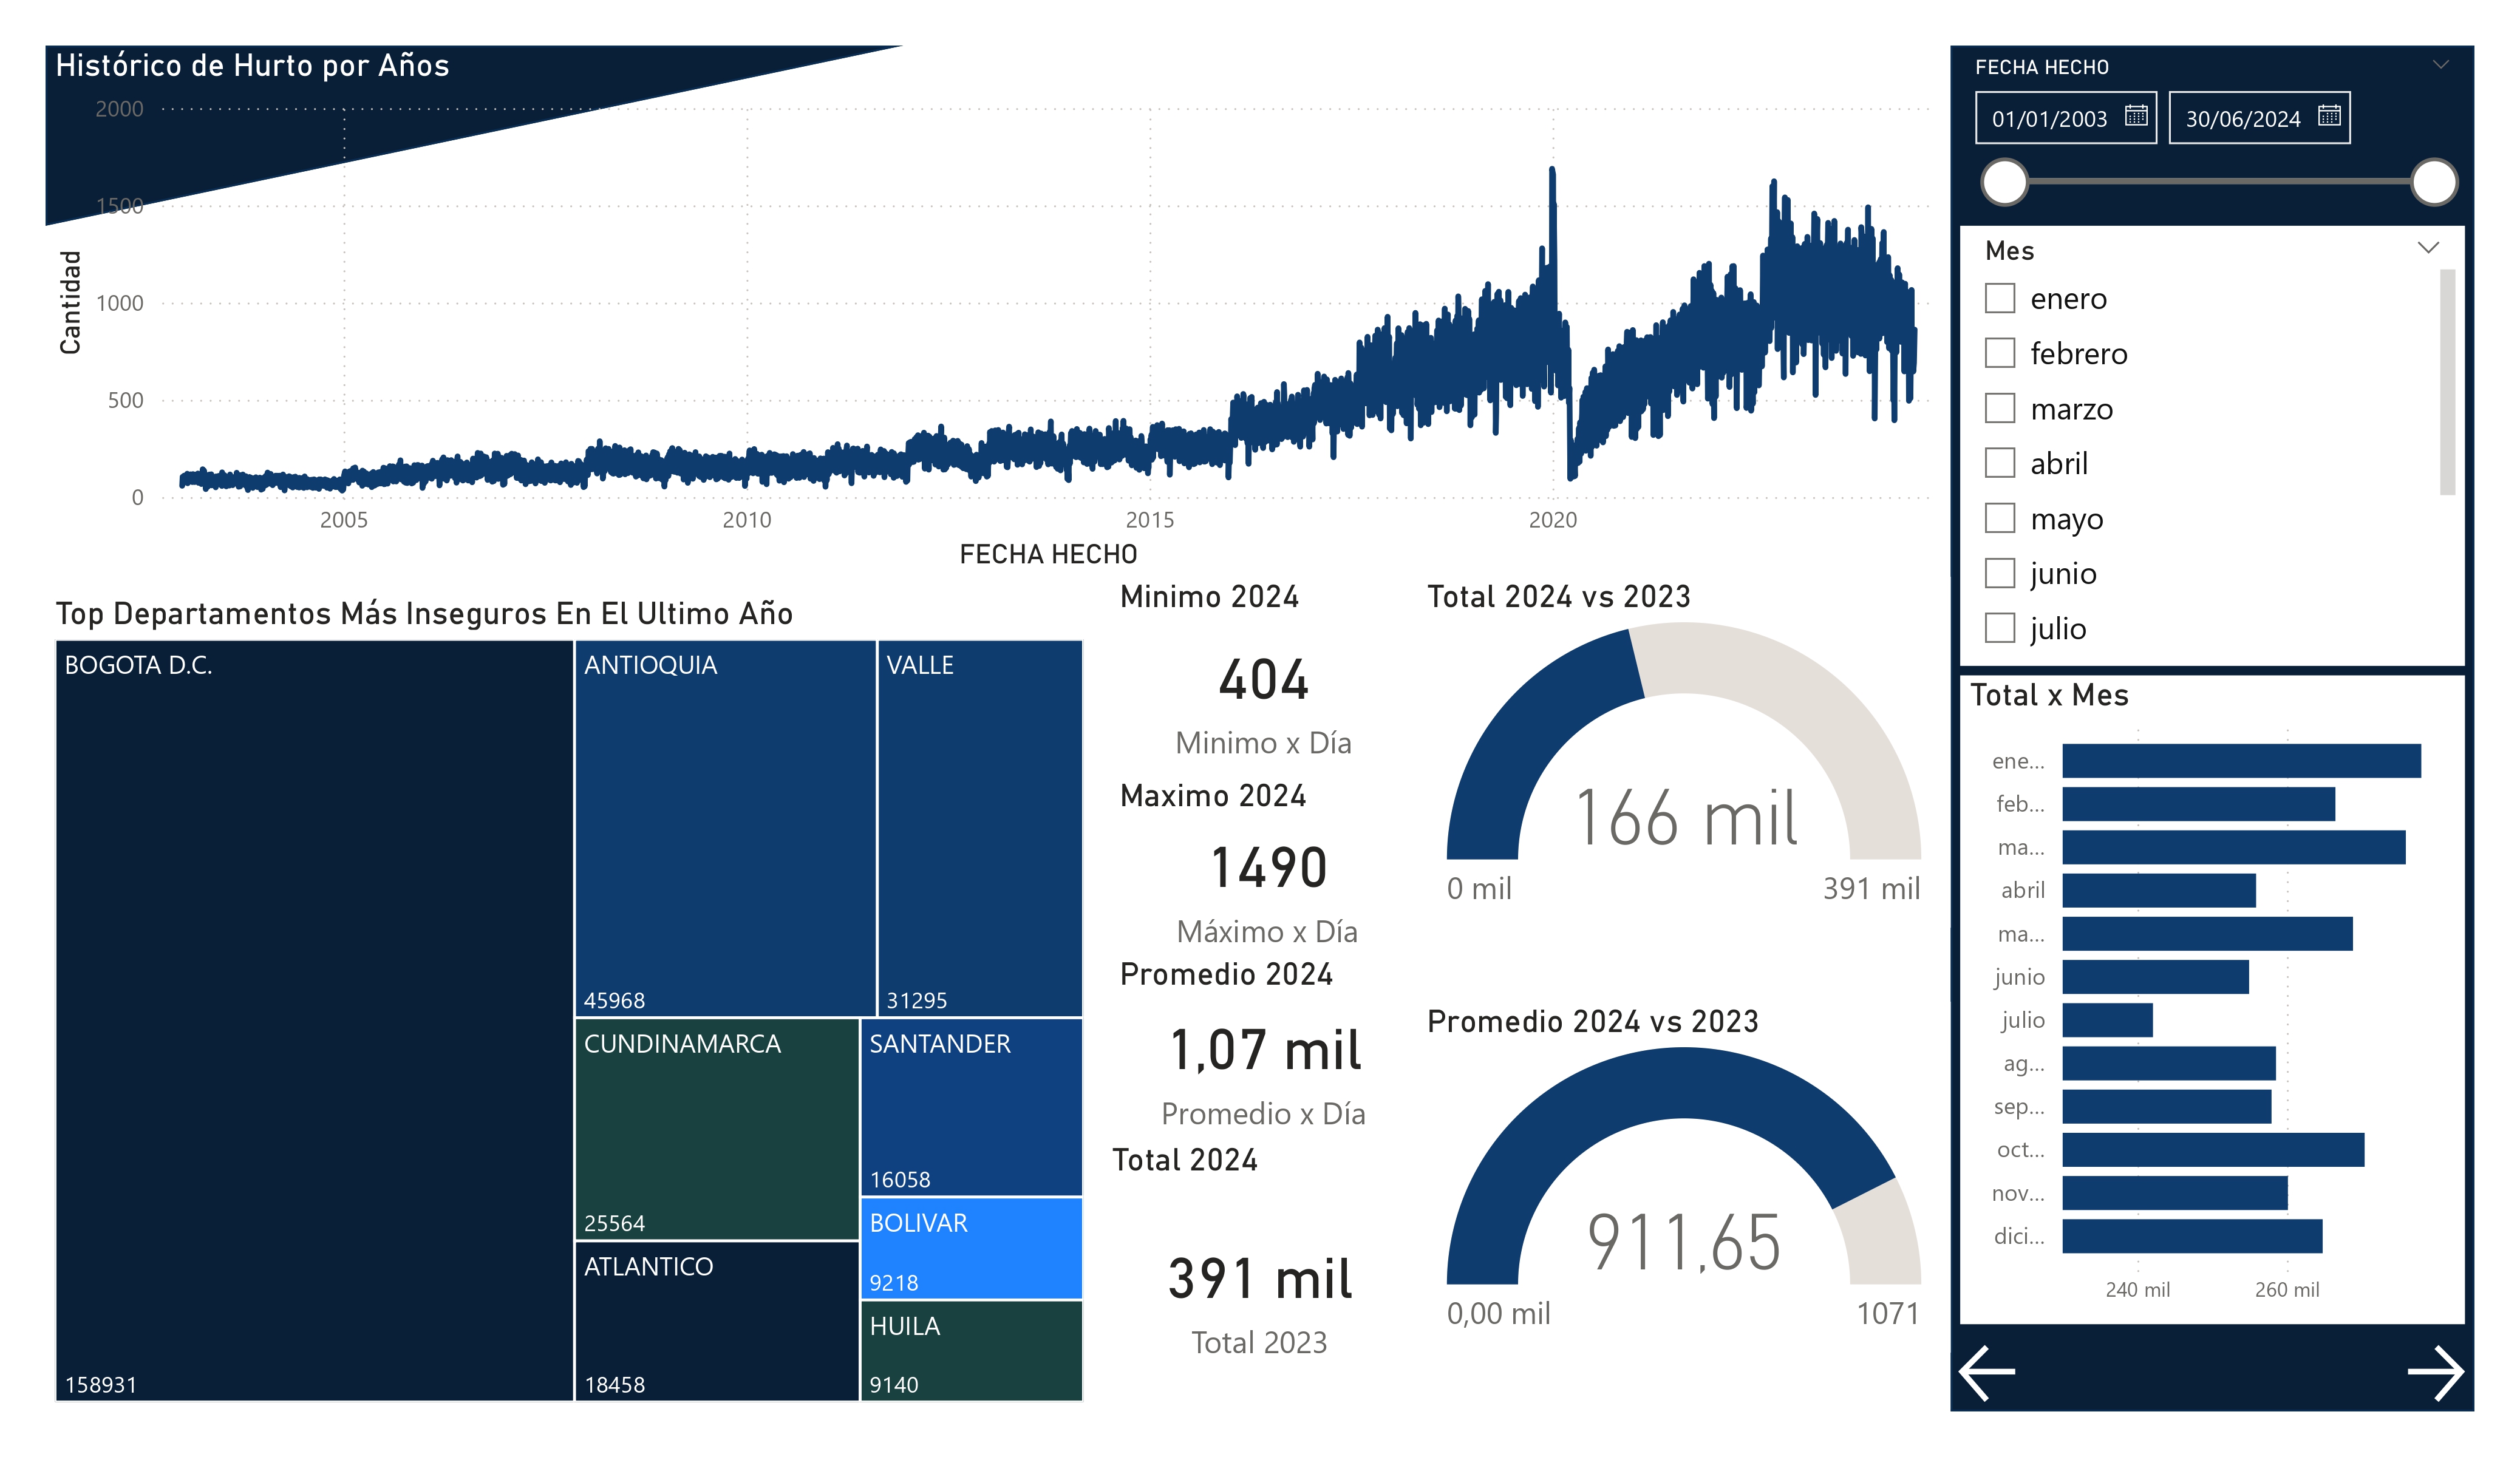 Histórico de Hurto por Años
2000
1500
1000
500
0
Cantidad
2005
2010
2015
2020
FECHA HECHO
Top Departamentos Más Inseguros En El Ultimo Año
BOGOTA D.C.
158931
ANTIOQUIA
45968
VALLE
31295
CUNDINAMARCA
25564
SANTANDER
16058
ATLANTICO
18458
BOLIVAR
9218
HUILA
9140
Minimo 2024
404
Minimo x Día
Maximo 2024
1490
Máximo x Día
Promedio 2024
1,07 mil
Promedio x Día
Total 2024
391 mil
Total 2023
Total 2024 vs 2023
166 mil
0 mil
391 mil
Promedio 2024 vs 2023
911,65
0,00 mil
1071
FECHA HECHO
01/01/2003
30/06/2024
Mes
enero
febrero
marzo
abril
mayo
junio
julio
Total x Mes
ene...
feb...
ma...
abril
ma...
junio
julio
ag...
sep...
oct...
nov...
dici...
240 mil
260 mil